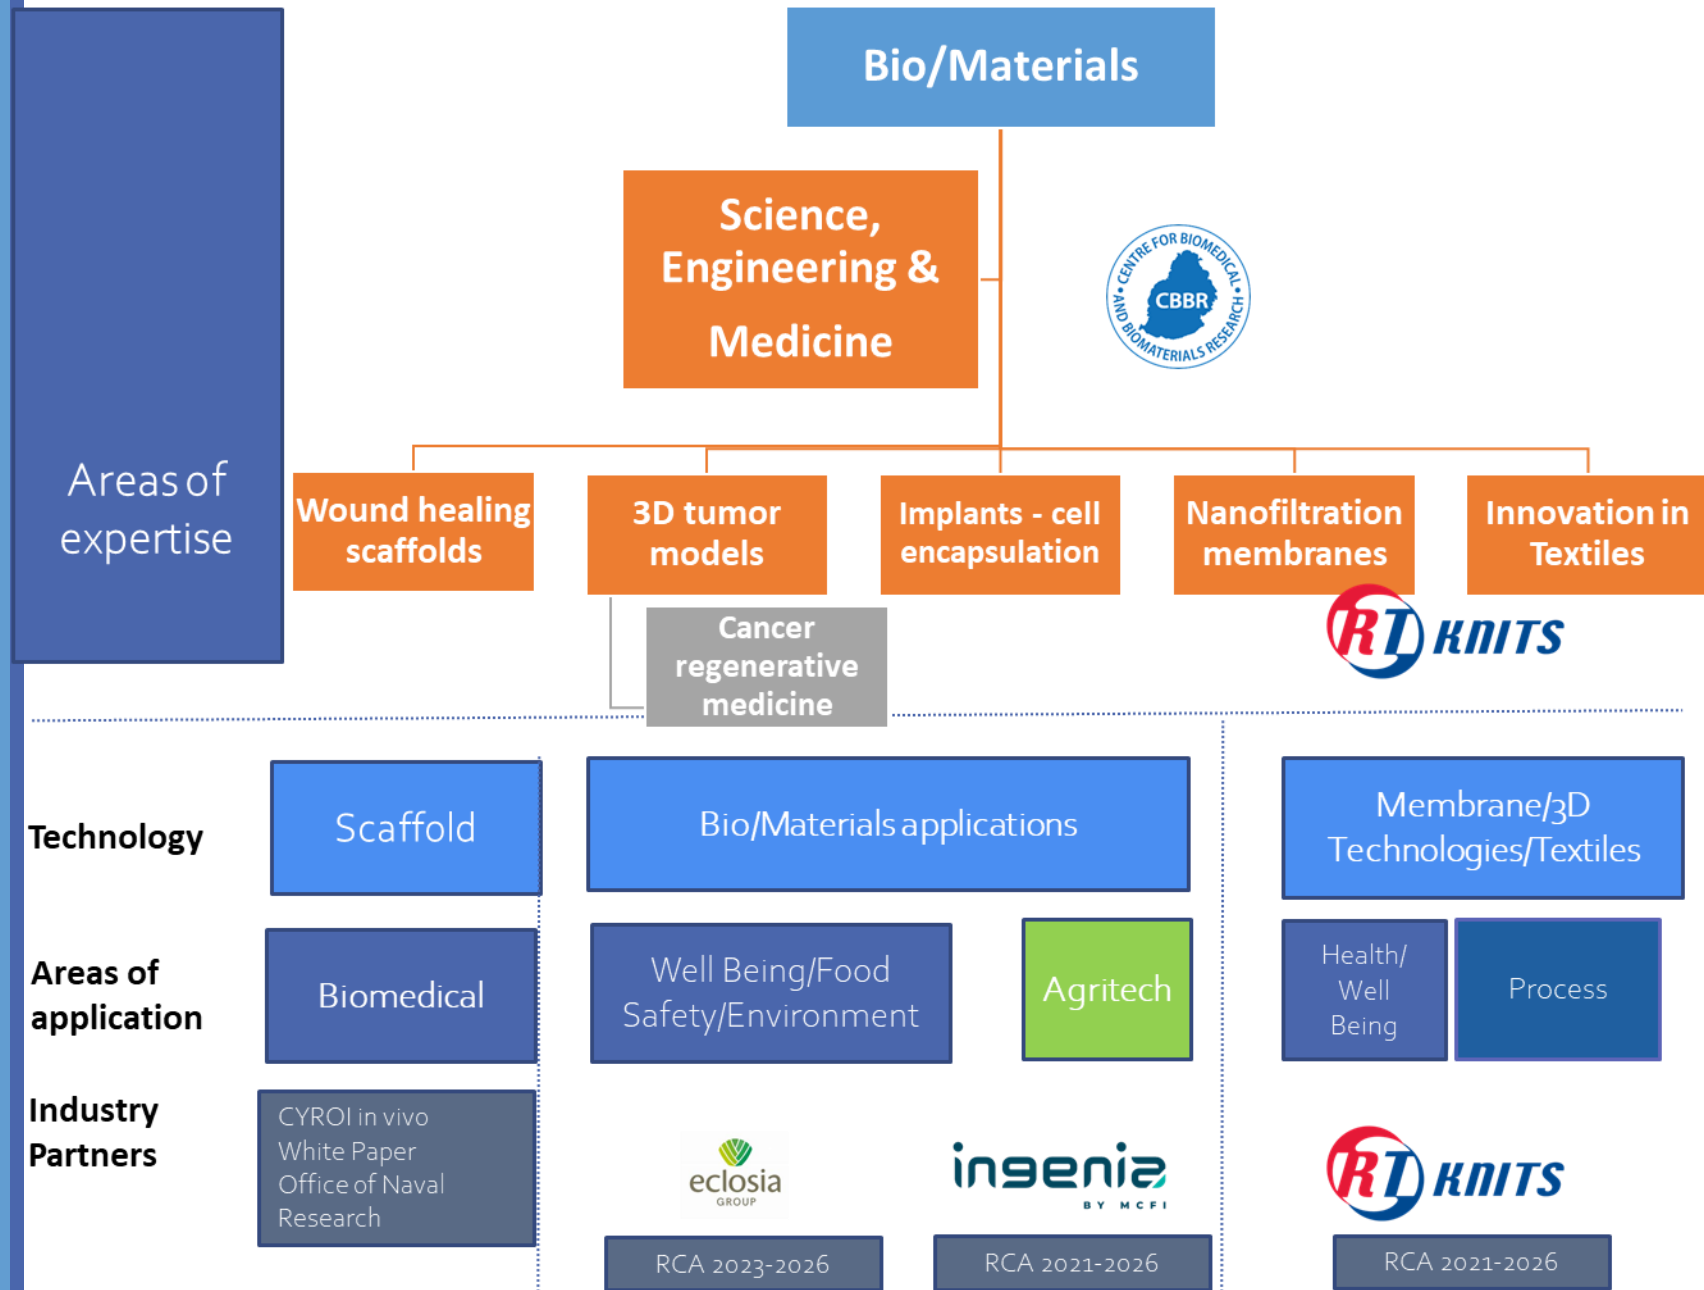 Bio/Materials
Science,
Engineering &
Medicine
CENTRE FOR BIOMEDICAL
AND BIOMATERIALS RESEARCH
CBBR
Areas of
expertise
Wound healing
scaffolds
3D tumor
models
Implants - cell
encapsulation
Nanofiltration
membranes
Innovation in
Textiles
RT KNITS
Cancer
regenerative
medicine
Technology
Scaffold
Bio/Materials applications
Membrane/3D
Technologies/Textiles
Areas of
application
Biomedical
Well Being/Food
Safety/Environment
Agritech
Health/
Well
Being
Process
Industry
Partners
CYROI in vivo
White Paper
Office of Naval
Research
eclosia
GROUP
ingenia
BY MCFI
RT KNITS
RCA 2023-2026
RCA 2021-2026
RCA 2021-2026